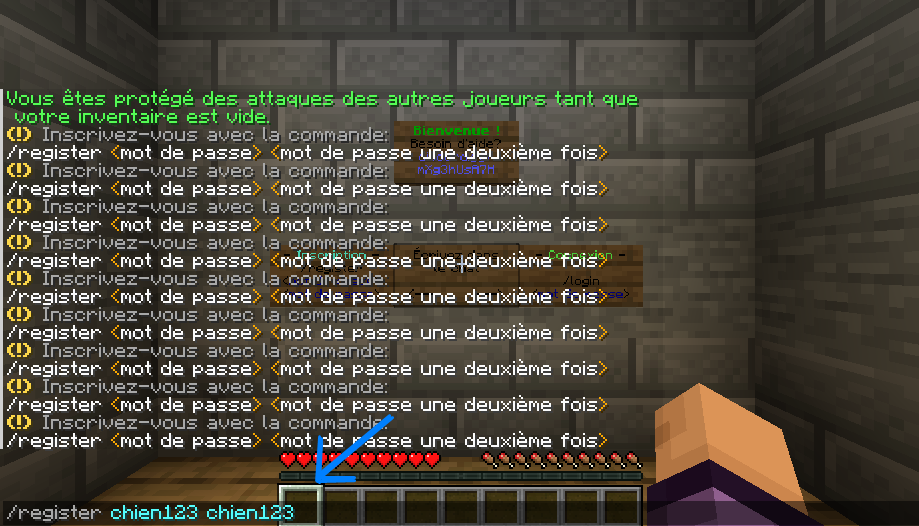 Vous êtes protégé des attaques des autres joueurs tant que
votre inventaire est vide.
(!) Inscrivez-vous avec la commande:
/register <mot de passe> <mot de passe une deuxième fois>
(!) Inscrivez-vous avec la commande:
/register <mot de passe> <mot de passe une deuxième fois>
(!) Inscrivez-vous avec la commande:
/register <mot de passe> <mot de passe une deuxième fois>
(!) Inscrivez-vous avec la commande:
/register <mot de passe> <mot de passe une deuxième fois>
(!) Inscrivez-vous avec la commande:
/register <mot de passe> <mot de passe une deuxième fois>
(!) Inscrivez-vous avec la commande:
/register <mot de passe> <mot de passe une deuxième fois>
(!) Inscrivez-vous avec la commande:
/register <mot de passe> <mot de passe une deuxième fois>
(!) Inscrivez-vous avec la commande:
/register <mot de passe> <mot de passe une deuxième fois>
(!) Inscrivez-vous avec la commande:
/register <mot de passe> <mot de passe une deuxième fois>
Bienvenue !
Besoin d'aide?
- Inscription -
/register
- Connexion -
/login
/register chien123 chien123